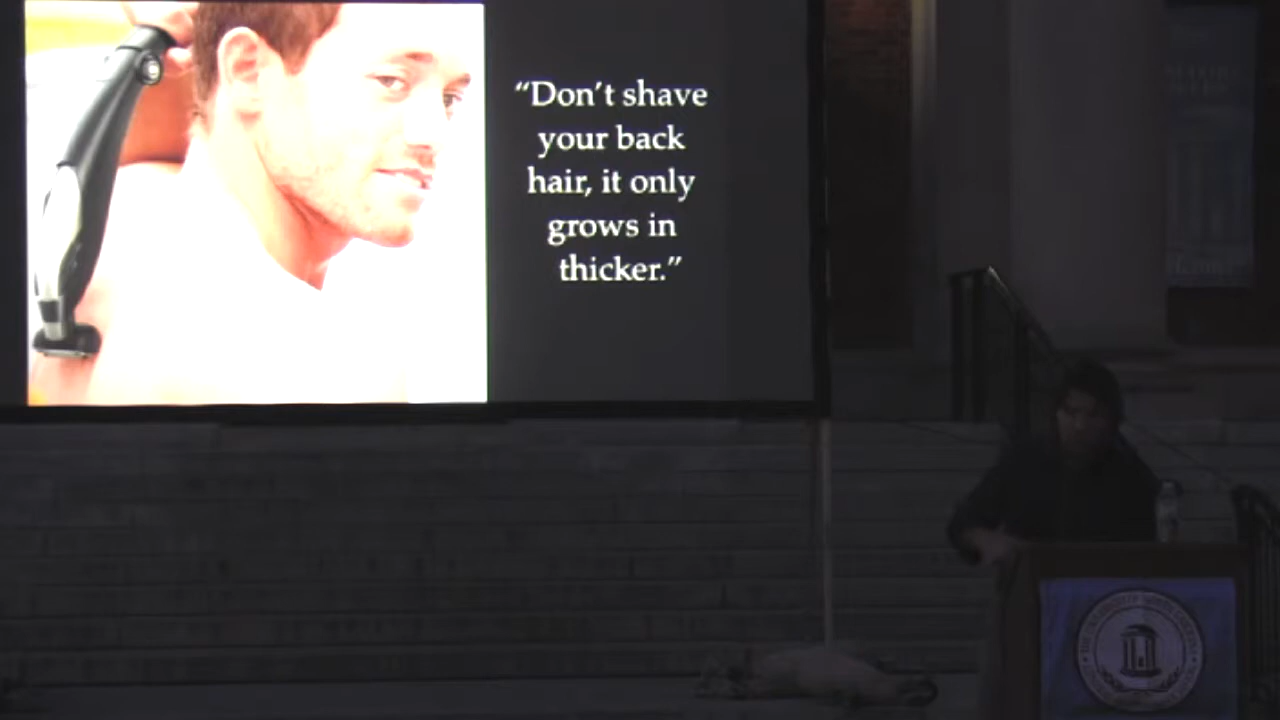 “Don’t shave
your back
hair, it only
grows in
thicker.”